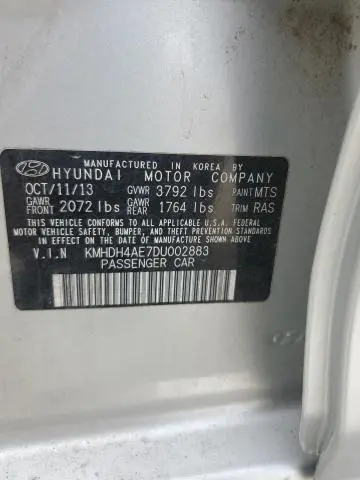 MANUFACTURED IN KOREA BY
HYUNDAI MOTOR COMPANY
OCT/11/13 GVWR 3792 lbs PAINT MTS
GAWR FRONT 2072 lbs GAWR REAR 1764 lbs TRIM RAS
THIS VEHICLE CONFORMS TO ALL APPLICABLE U.S.A FEDERAL
MOTOR VEHICLE SAFETY, BUMPER, AND THEFT PREVENTION
STANDARDS IN EFFECT ON THE DATE OF MANUFACTURE SHOWN ABOVE.
V.I.N KMHDH4AE7DU002883
PASSENGER CAR